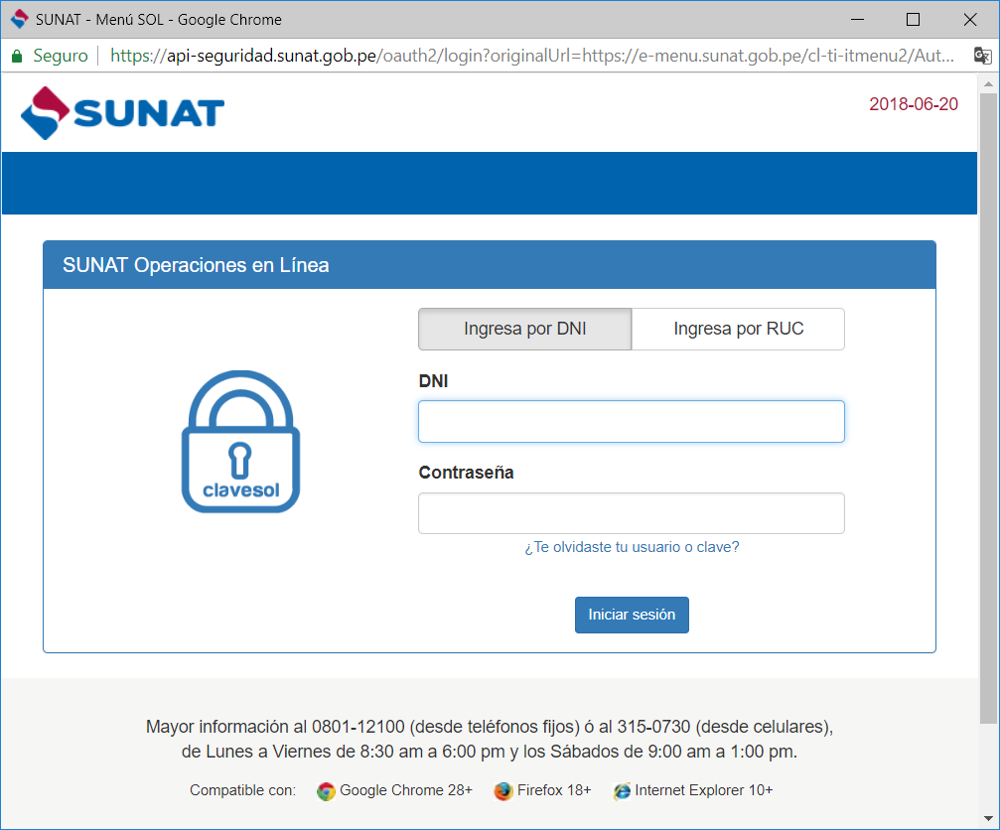 SUNAT - Menú SOL - Google Chrome
Seguro https://api-seguridad.sunat.gob.pe/oauth2/login?originalUrl=https://e-menu.sunat.gob.pe/cl-ti-itmenu2/Aut...
SUNAT
2018-06-20
SUNAT Operaciones en Línea
Ingresa por DNI
Ingresa por RUC
DNI
clavesol
Contraseña
¿Te olvidaste tu usuario o clave?
Iniciar sesión
Mayor información al 0801-12100 (desde teléfonos fijos) ó al 315-0730 (desde celulares),
de Lunes a Viernes de 8:30 am a 6:00 pm y los Sábados de 9:00 am a 1:00 pm.
Compatible con: Google Chrome 28+ Firefox 18+ Internet Explorer 10+